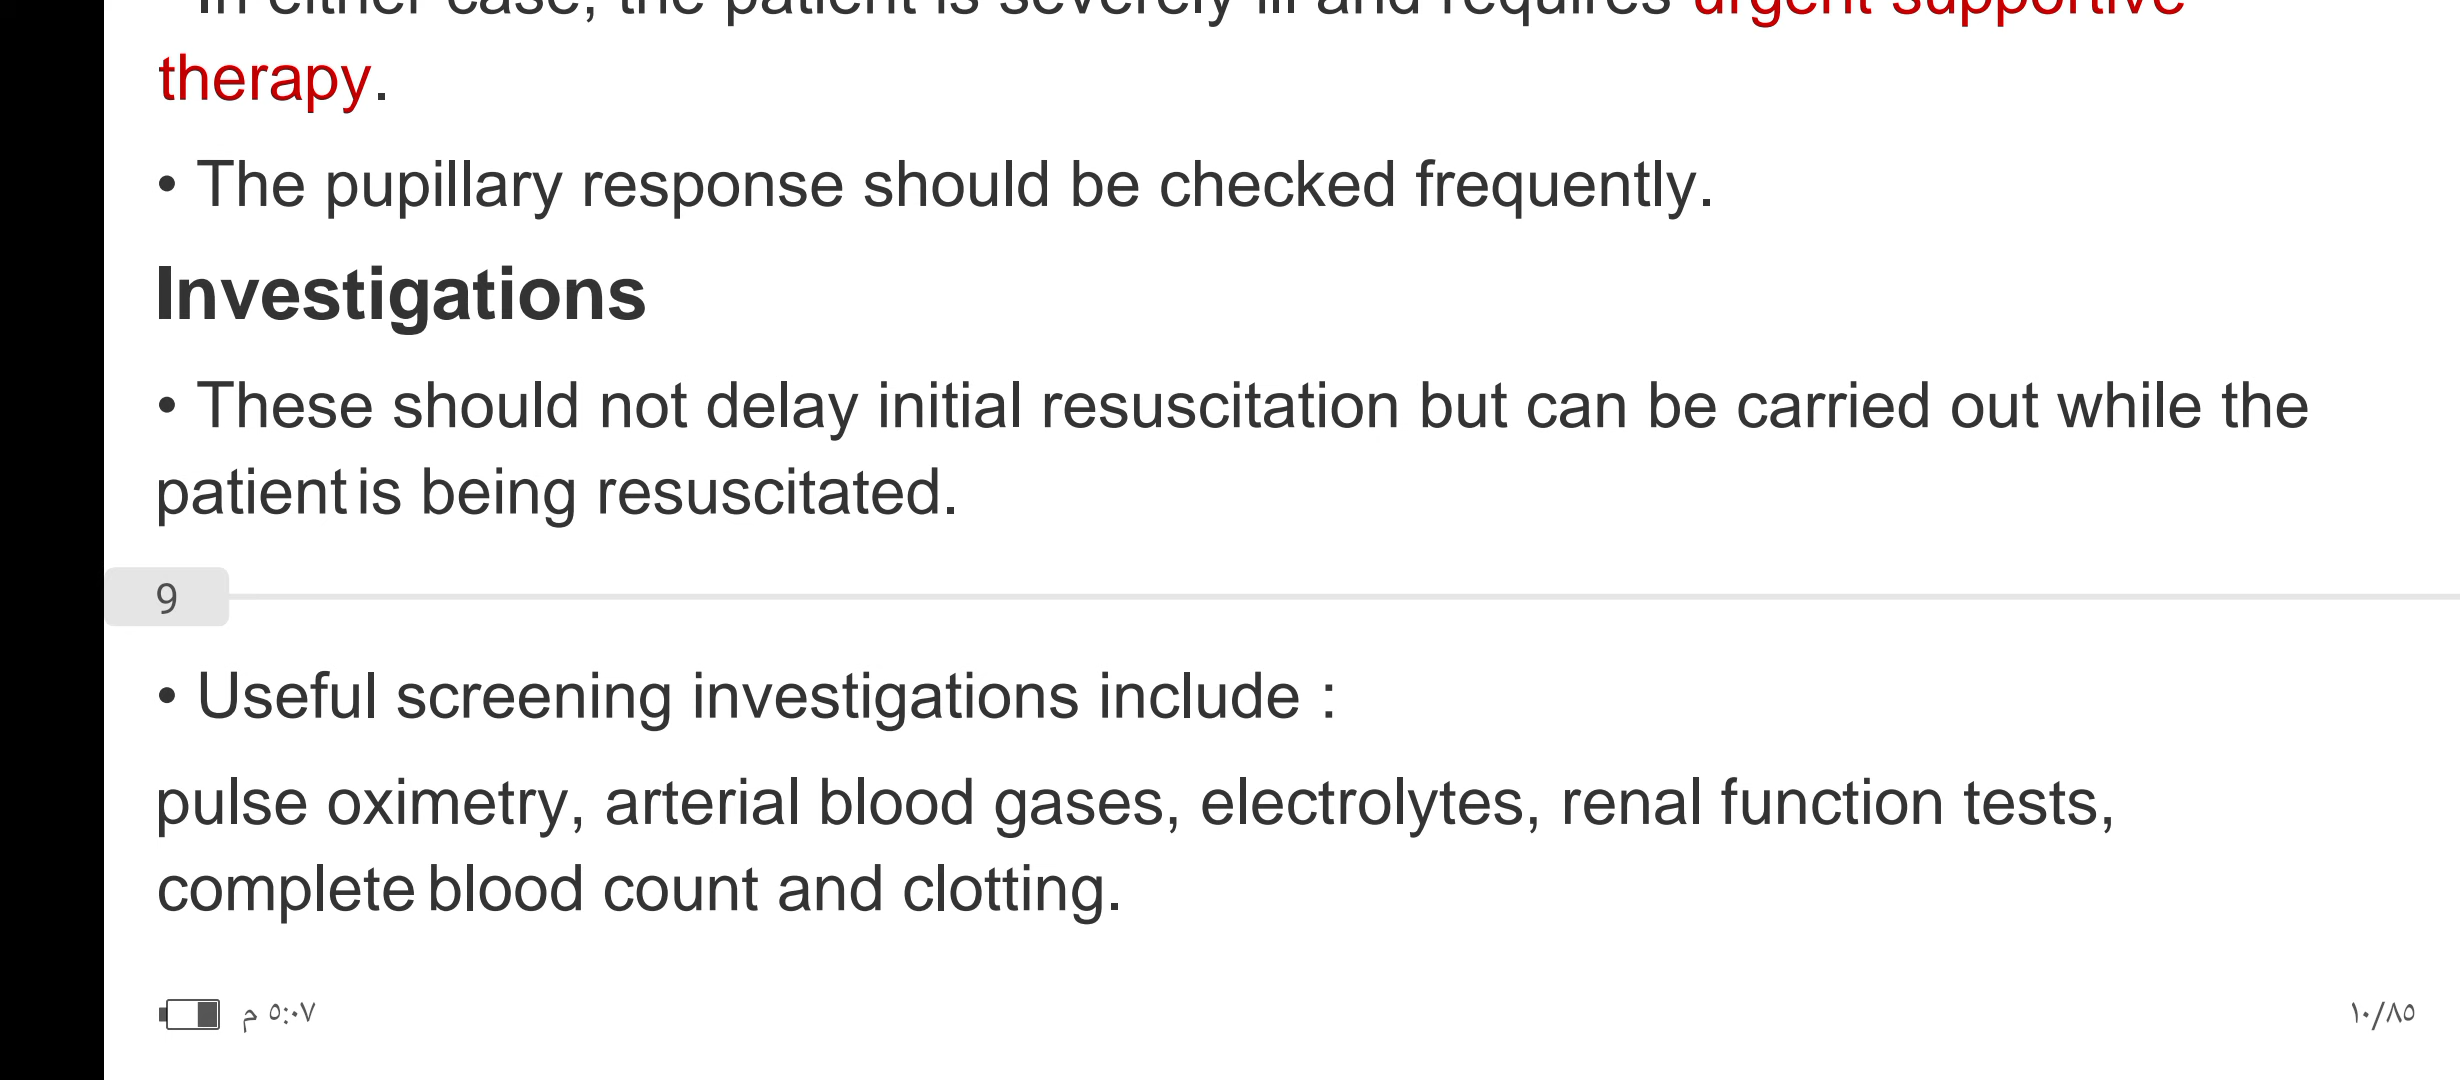 In either case, the patient is severely ill and requires urgent supportive
therapy.
• The pupillary response should be checked frequently.
Investigations
• These should not delay initial resuscitation but can be carried out while the
patient is being resuscitated.
9
• Useful screening investigations include :
pulse oximetry, arterial blood gases, electrolytes, renal function tests,
complete blood count and clotting.
٥:٠٧ م
١٠/٨٥